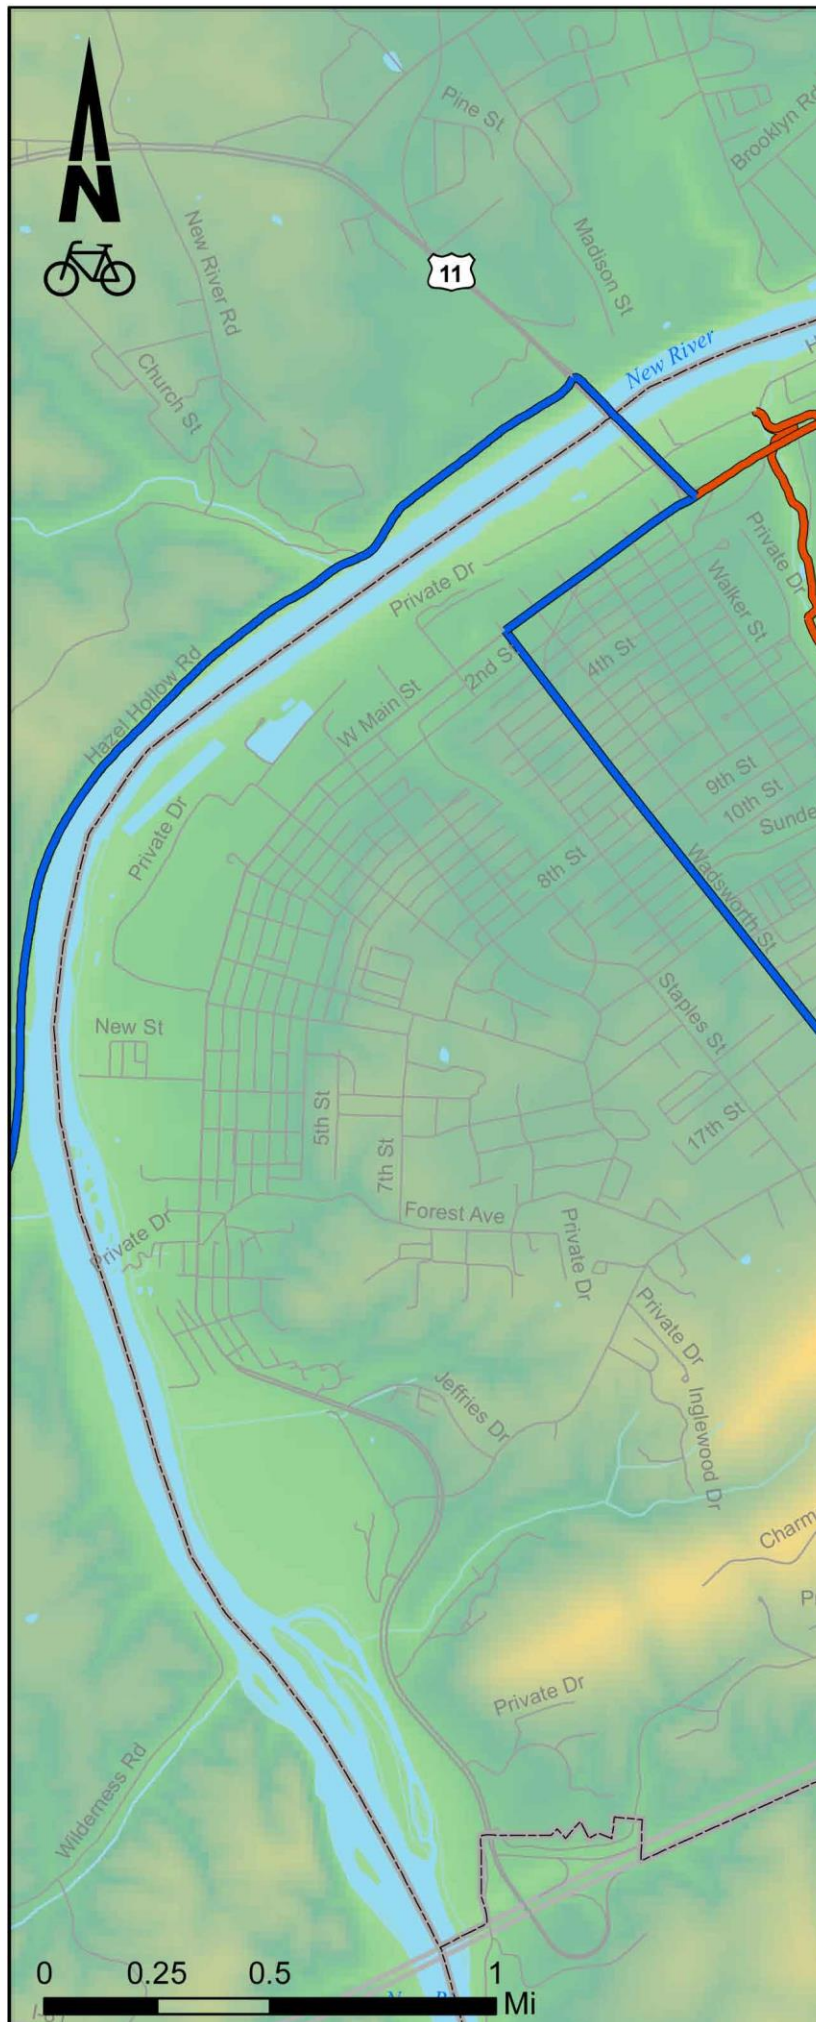 Pine St
Brooklyn Rd
N
New River Rd
Madison St
11
Church St
New River
H
Private Dr
Private Dr
Walker St
Hazel Hollow Rd
2nd S
4th St
W Main St
9th St
10th St
Private Dr
Sunde
8th St
Wadsworth St
New St
Staples St
5th St
17th St
7th St
Forest Ave
Private Dr
Private Dr
Private Dr
Jeffries Dr
Inglewood Dr
Charm
P
Private Dr
Wilderness Rd
0 0.25 0.5 1
Mi